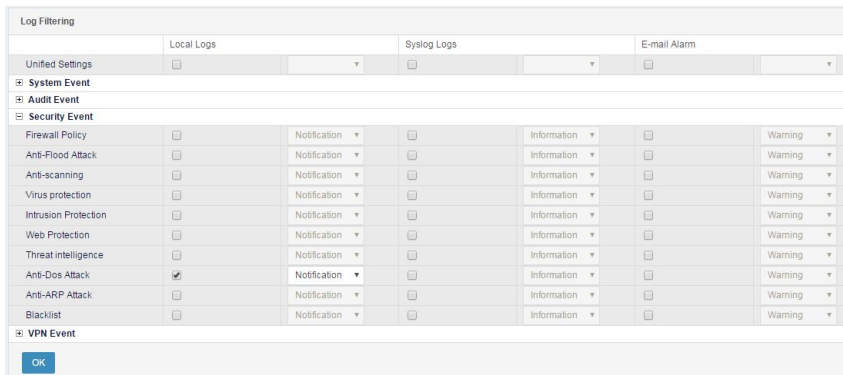 Log Filtering
Local Logs Syslog Logs E-mail Alarm
Unified Settings
System Event
Audit Event
Security Event
Firewall Policy Notification Information Warning
Anti-Flood Attack Notification Information Warning
Anti-scanning Notification Information Warning
Virus protection Notification Information Warning
Intrusion Protection Notification Information Warning
Web Protection Notification Information Warning
Threat intelligence Notification Information Warning
Anti-Dos Attack Notification Information Warning
Anti-ARP Attack Notification Information Warning
Blacklist Notification Information Warning
VPN Event
OK